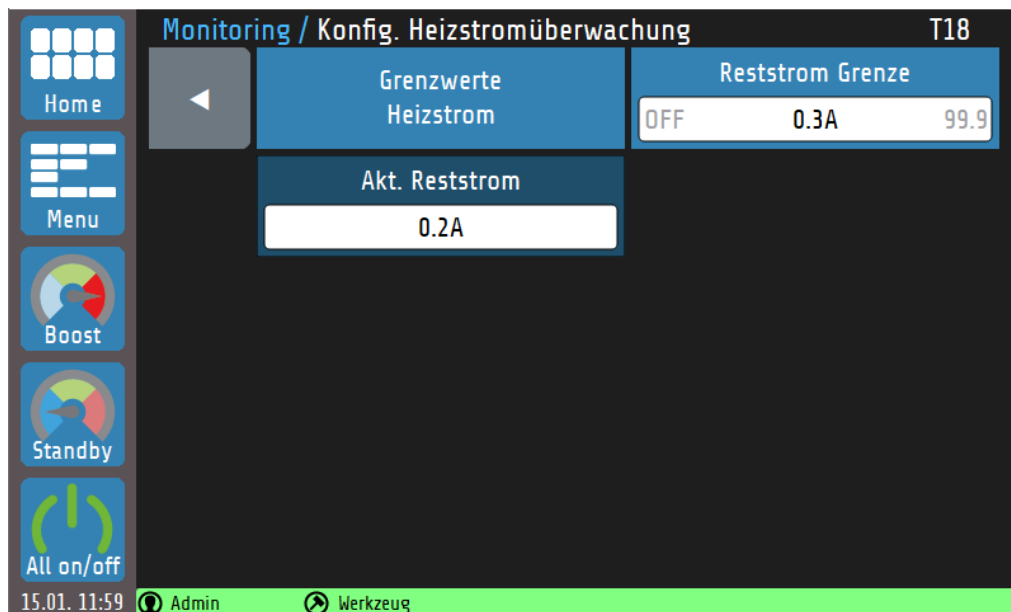 Monitoring / Konfig. Heizstromüberwachung T18
Home
◄
Grenzwerte
Heizstrom
Reststrom Grenze
OFF 0.3A 99.9
Menu
Akt. Reststrom
0.2A
Boost
Standby
All on/off
15.01. 11:59 Admin Werkzeug